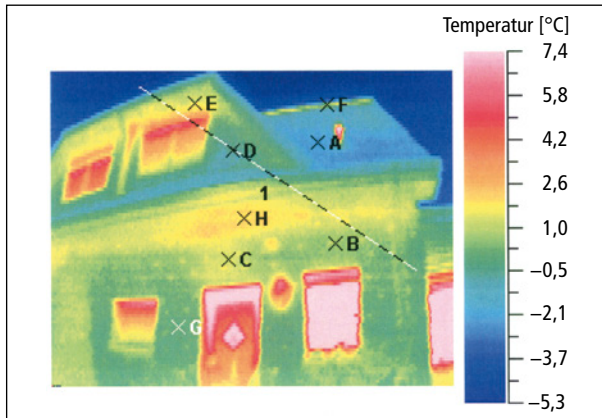 Temperatur [°C]
7,4
5,8
4,2
2,6
1,0
−0,5
−2,1
−3,7
−5,3
E
F
A
D
1
H
B
C
G